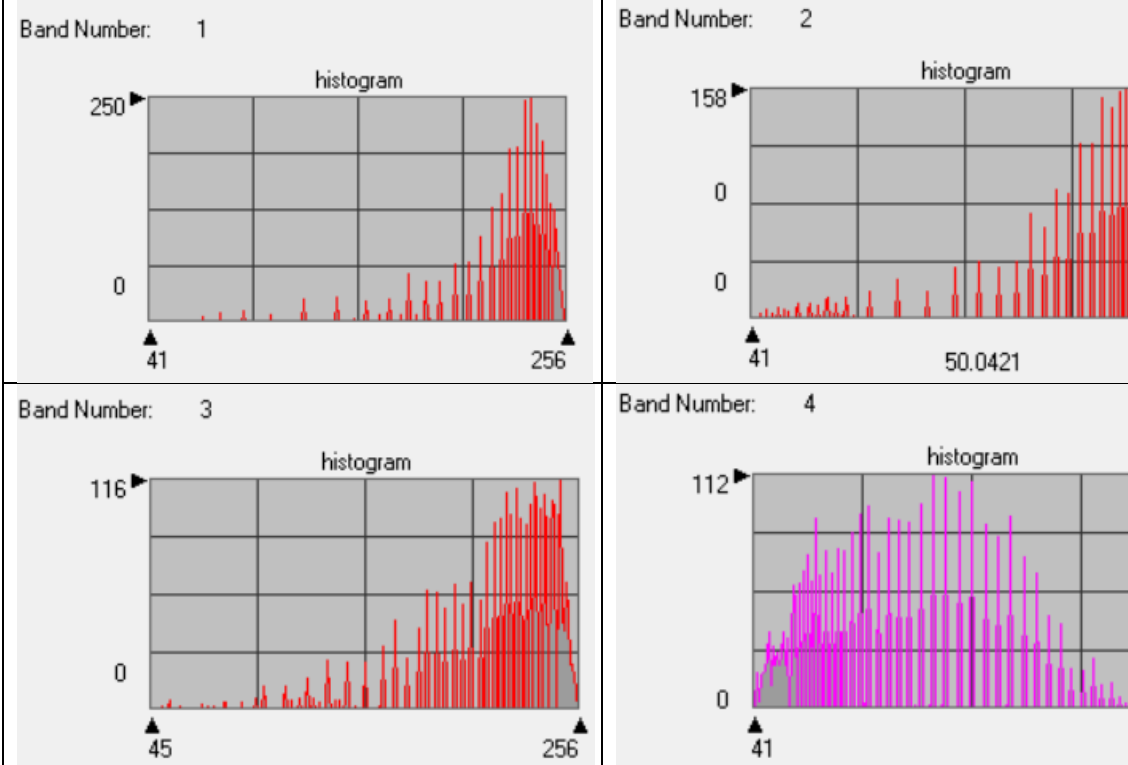 Band Number: 1
histogram
250
0
41 256
Band Number: 2
histogram
158
0
0
41 50.0421
Band Number: 3
histogram
116
0
45 256
Band Number: 4
histogram
112
0
41